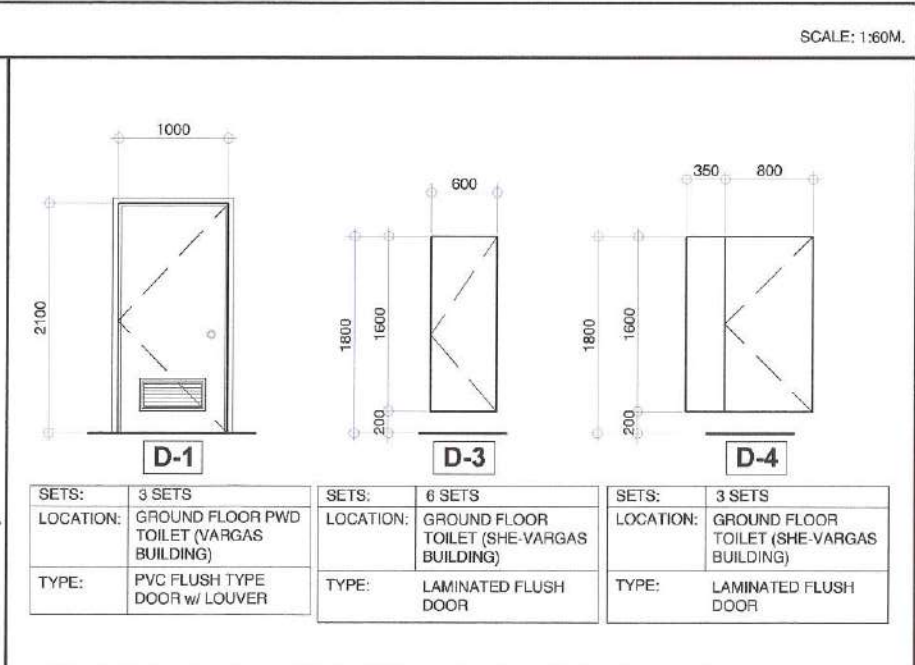 SCALE: 1:60M.
1000
2100
D-1
SETS: 3 SETS
LOCATION: GROUND FLOOR PWD
TOILET (VARGAS
BUILDING)
TYPE: PVC FLUSH TYPE
DOOR w/ LOUVER
600
1800
1600
200
D-3
SETS: 6 SETS
LOCATION: GROUND FLOOR
TOILET (SHE-VARGAS
BUILDING)
TYPE: LAMINATED FLUSH
DOOR
350 800
1800
1600
200
D-4
SETS: 3 SETS
LOCATION: GROUND FLOOR
TOILET (SHE-VARGAS
BUILDING)
TYPE: LAMINATED FLUSH
DOOR